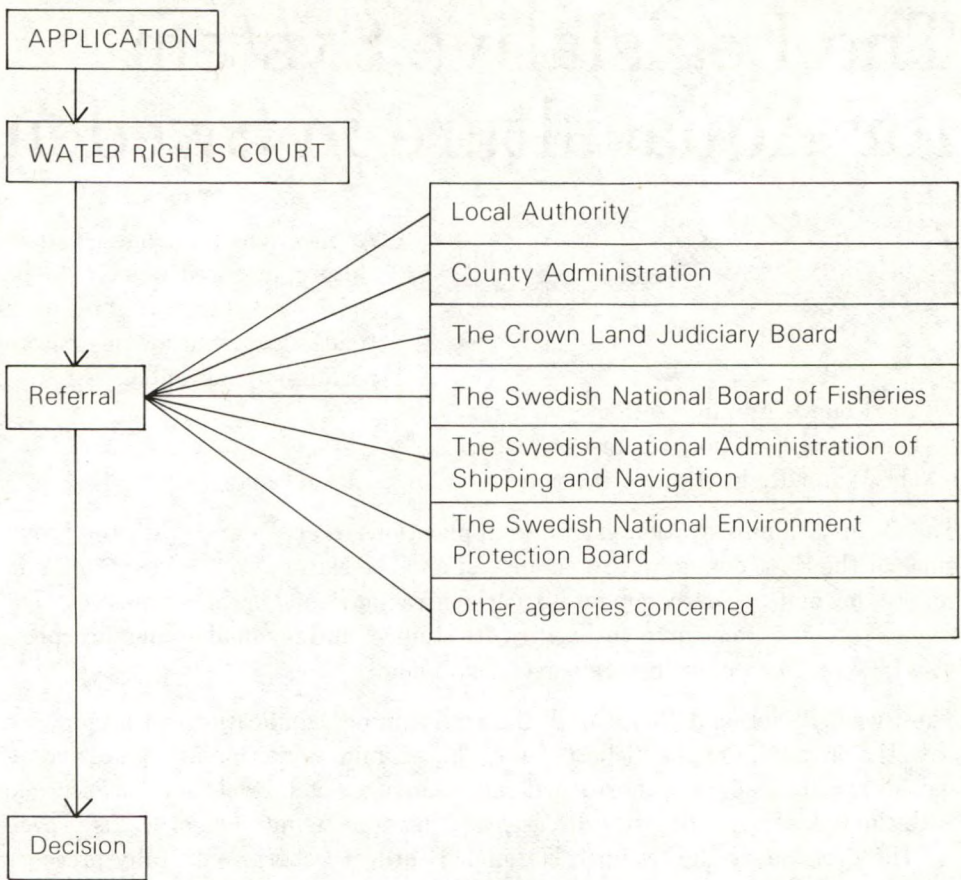 APPLICATION
WATER RIGHTS COURT
Local Authority
County Administration
The Crown Land Judiciary Board
Referral
The Swedish National Board of Fisheries
The Swedish National Administration of
Shipping and Navigation
The Swedish National Environment
Protection Board
Other agencies concerned
Decision